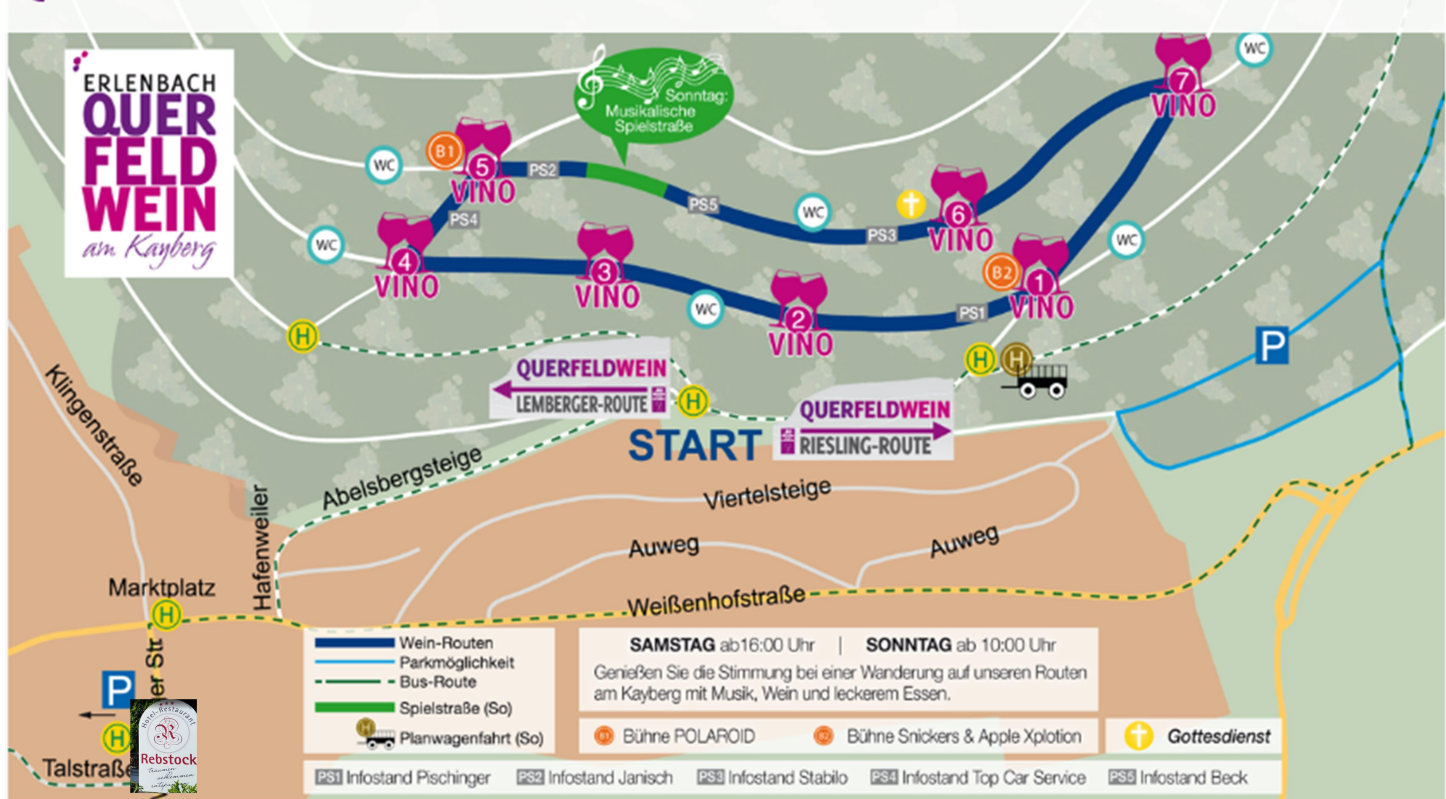 ERLENBACH
QUER
FELD
WEIN
am Kayberg
Sonntag:
Musikalische
Spielstraße
WC
7
VINO
B1
5
VINO
WC
PS2
PS5
PS4
WC
PS3
6
VINO
WC
4
VINO
3
VINO
WC
2
VINO
PS1
B2
1
VINO
WC
H
H
H
P
QUERFELDWEIN
LEMBERGER-ROUTE
H
START
QUERFELDWEIN
RIESLING-ROUTE
Klingenstraße
Abelsbergsteige
Hafenweiler
Viertelsteige
Auweg
Auweg
Weißenhofstraße
Marktplatz
H
P
H
Talstraße
Hotel-Restaurant
R
Rebstock
Wein-Routen
Parkmöglichkeit
Bus-Route
Spielstraße (So)
H
Planwagenfahrt (So)
SAMSTAG ab16:00 Uhr | SONNTAG ab 10:00 Uhr
Genießen Sie die Stimmung bei einer Wanderung auf unseren Routen
am Kayberg mit Musik, Wein und leckerem Essen.
B1 Bühne POLAROID
B2 Bühne Snickers & Apple Xplotion
Gottesdienst
PS1 Infostand Pischinger PS2 Infostand Janisch PS3 Infostand Stabilo PS4 Infostand Top Car Service PS5 Infostand Beck